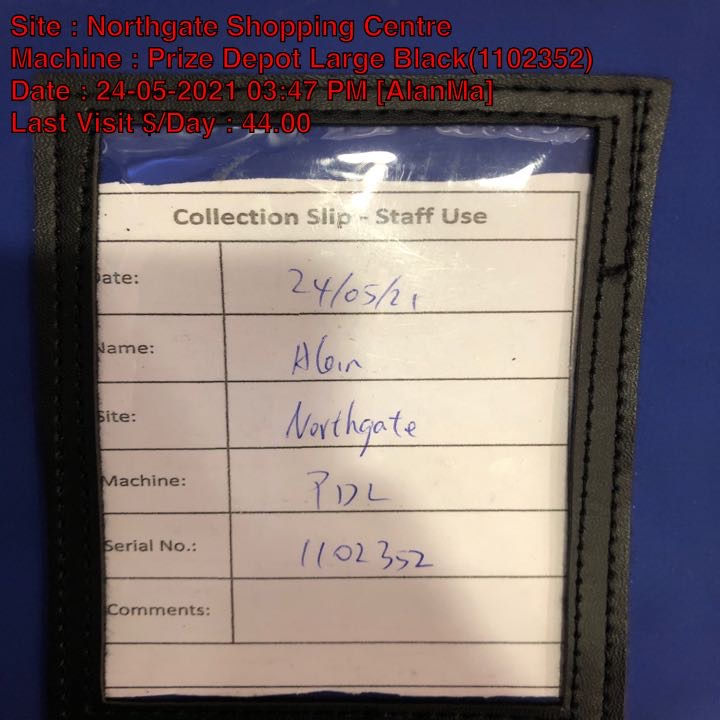 Site : Northgate Shopping Centre
Machine : Prize Depot Large Black(1102352)
Date : 24-05-2021 03:47 PM [AlanMa]
Last Visit $/Day : 44.00
Collection Slip - Staff Use
Date: 24/05/21
Name: Alan
Site: Northgate
Machine: PDL
Serial No.: 1102352
Comments: